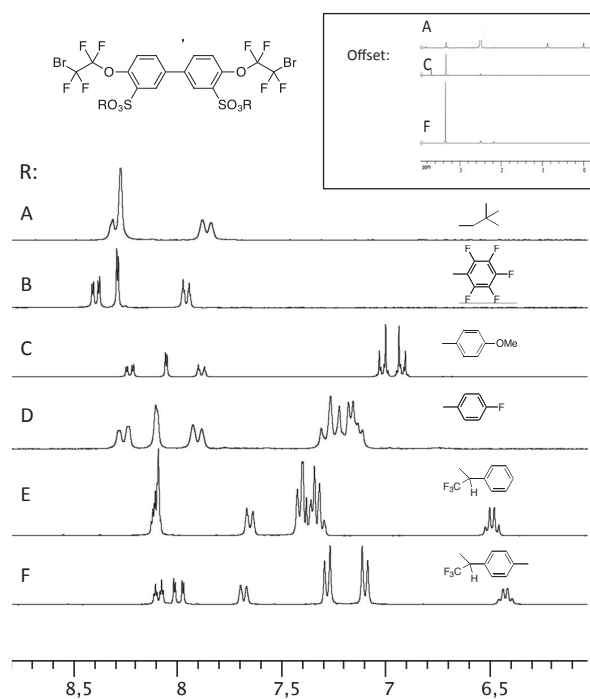 Br F F O
F F
RO₃S
O F F Br
F F
SO₃R
Offset:
A
C
F
ppm 3 2 1 0
R:
A
B
F F F F F
C
OMe
D
F
E
F₃C H
F
F₃C H
8,5 8 7,5 7 6,5